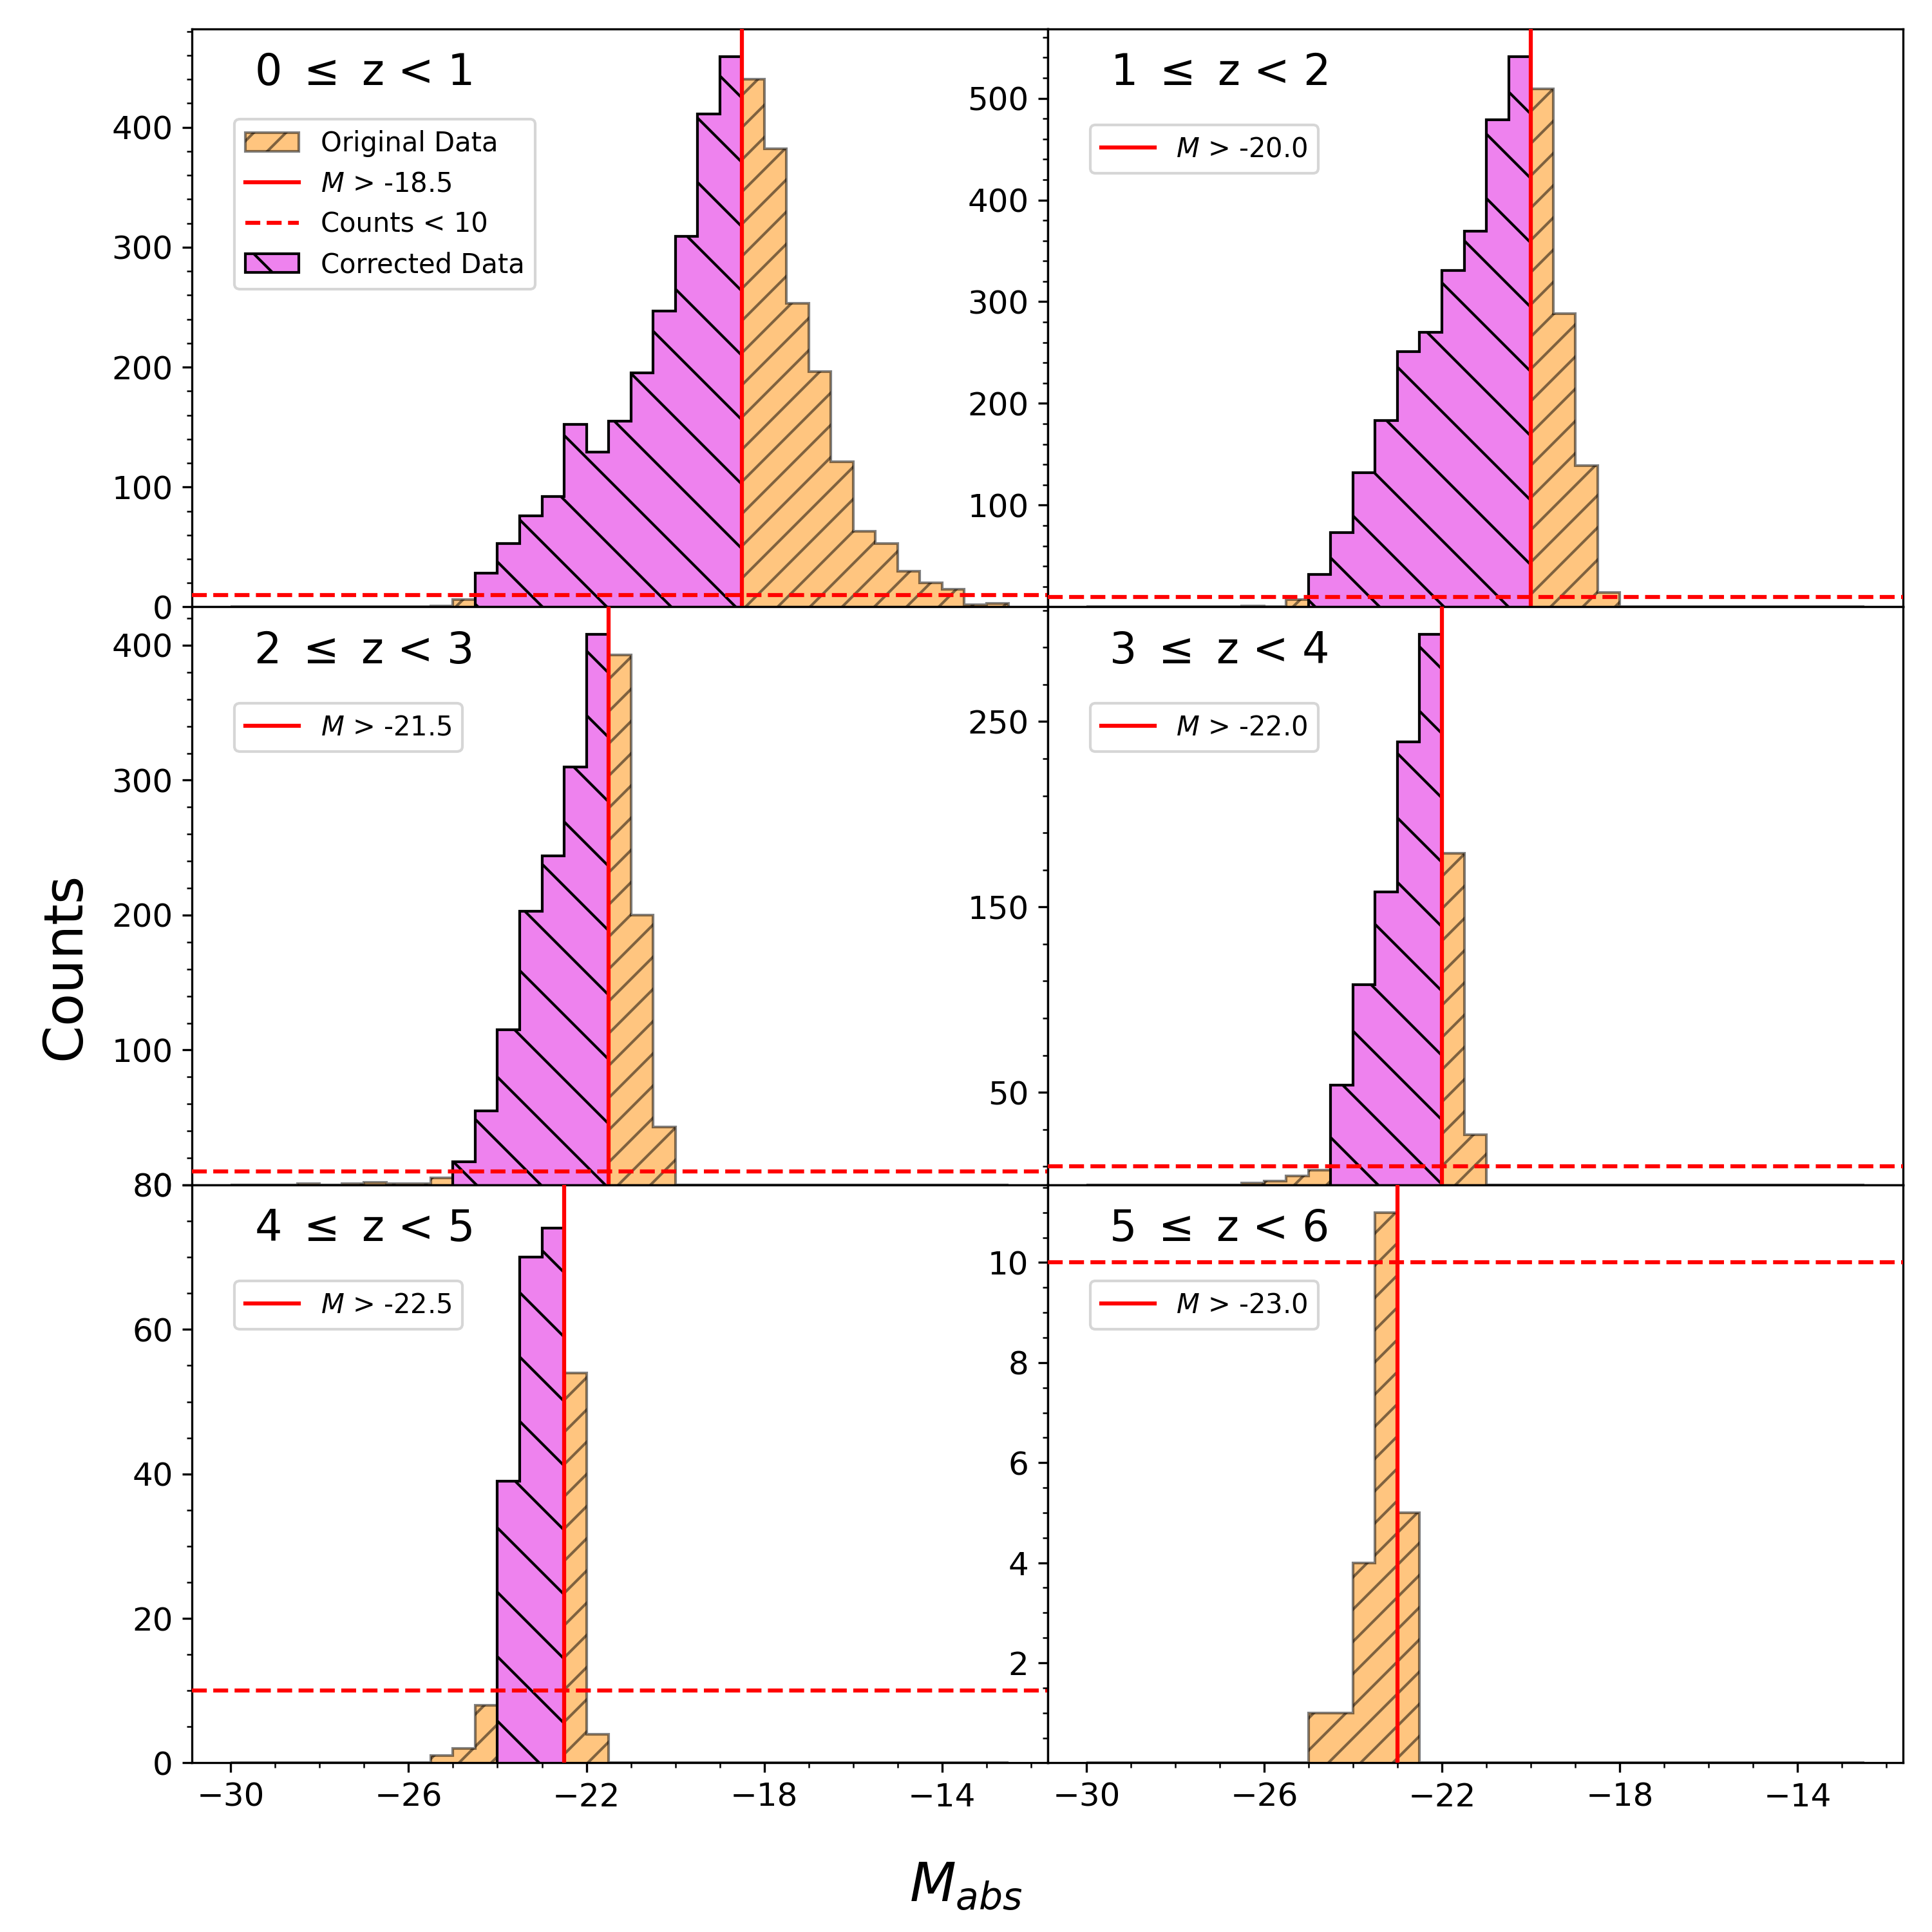 0 ≤ z < 1
Original Data
M > -18.5
Counts < 10
Corrected Data
400
300
200
100
0
1 ≤ z < 2
M > -20.0
500
400
300
200
100
2 ≤ z < 3
M > -21.5
400
300
200
100
3 ≤ z < 4
M > -22.0
250
150
50
4 ≤ z < 5
M > -22.5
80
60
40
20
0
−30
−26
−22
−18
−14
5 ≤ z < 6
M > -23.0
10
8
6
4
2
−30
−26
−22
−18
−14
Counts
M_abs